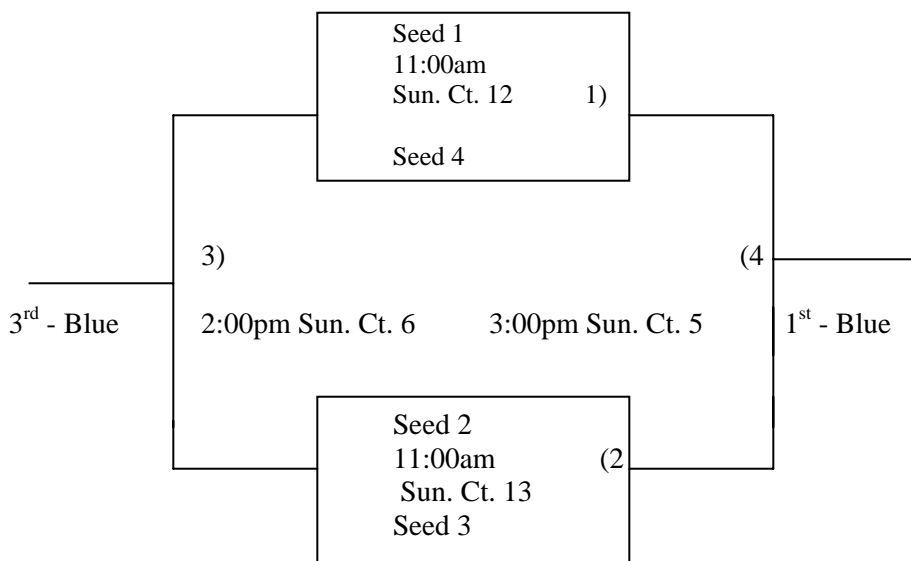 Seed 1
11:00am
Sun. Ct. 12 1)
Seed 4
3) (4
3rd - Blue 2:00pm Sun. Ct. 6 3:00pm Sun. Ct. 5 1st - Blue
Seed 2
11:00am (2
Sun. Ct. 13
Seed 3